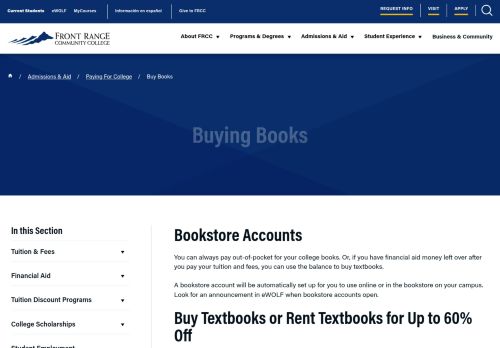 Current Students eWOLF MyCourses Información en español Give to FRCC REQUEST INFO VISIT APPLY
FRONT RANGE
COMMUNITY COLLEGE
About FRCC Programs & Degrees Admissions & Aid Student Experience Business & Community
/ Admissions & Aid / Paying For College / Buy Books
Buying Books
In this Section
Tuition & Fees
Financial Aid
Tuition Discount Programs
College Scholarships
Student Employment
Bookstore Accounts
You can always pay out-of-pocket for your college books. Or, if you have financial aid money left over after
you pay your tuition and fees, you can use the balance to buy textbooks.
A bookstore account will be automatically set up for you to use online or in the bookstore on your campus.
Look for an announcement in eWOLF when bookstore accounts open.
Buy Textbooks or Rent Textbooks for Up to 60%
Off